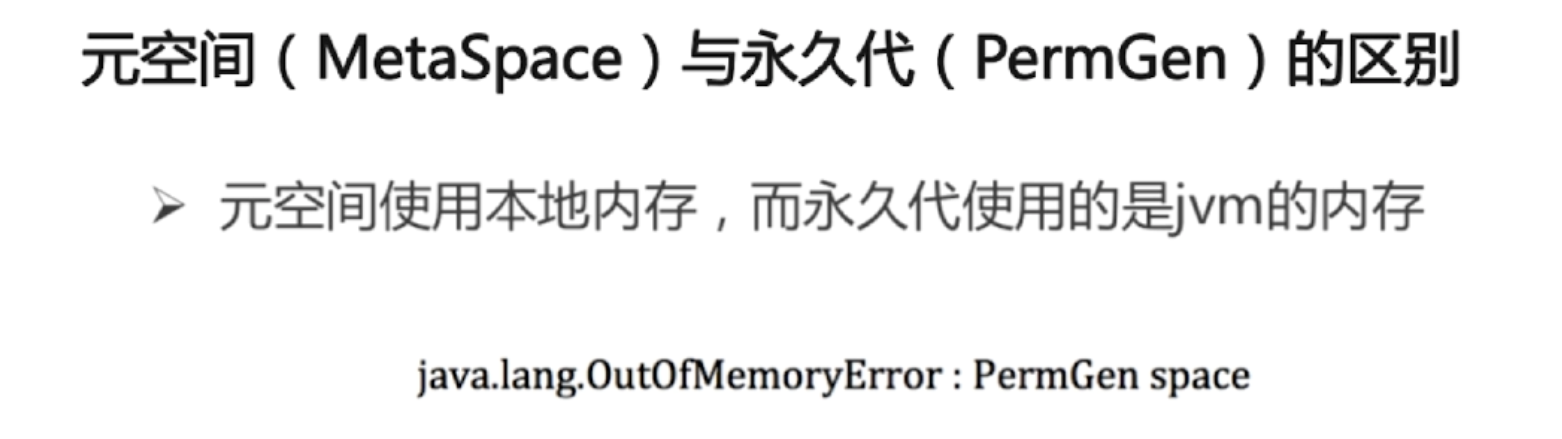 元空间（MetaSpace）与永久代（PermGen）的区别
➢ 元空间使用本地内存，而永久代使用的是jvm的内存
java.lang.OutOfMemoryError : PermGen space